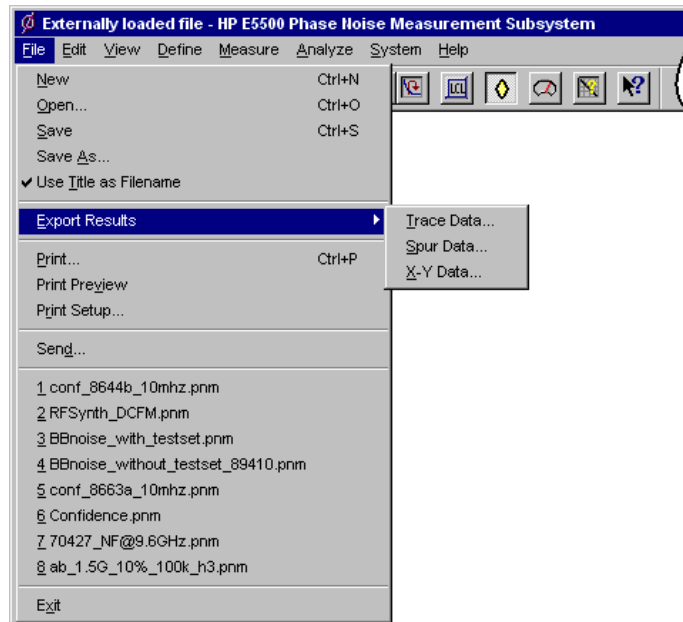 Externally loaded file - HP E5500 Phase Noise Measurement Subsystem
File Edit View Define Measure Analyze System Help
New Ctrl+N
Open... Ctrl+O
Save Ctrl+S
Save As...
Use Title as Filename
Export Results
Trace Data...
Spur Data...
X-Y Data...
Print... Ctrl+P
Print Preview
Print Setup...
Send...
1 conf_8644b_10mhz.pnm
2 RFSynth_DCFM.pnm
3 BBnoise_with_testset.pnm
4 BBnoise_without_testset_89410.pnm
5 conf_8663a_10mhz.pnm
6 Confidence.pnm
7 70427_NF@9.6GHz.pnm
8 ab_1.5G_10%_100k_h3.pnm
Exit